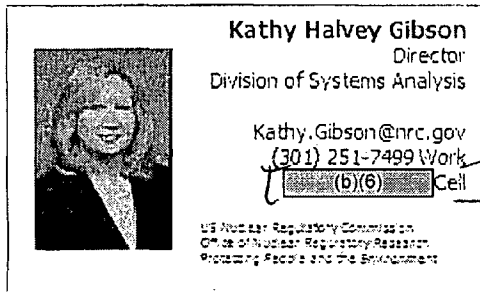 Kathy Halvey Gibson
Director
Division of Systems Analysis
Kathy.Gibson@nrc.gov
(301) 251-7499 Work
(b)(6) Cell
US Nuclear Regulatory Commission
Office of Nuclear Regulatory Research
Protecting People and the Environment